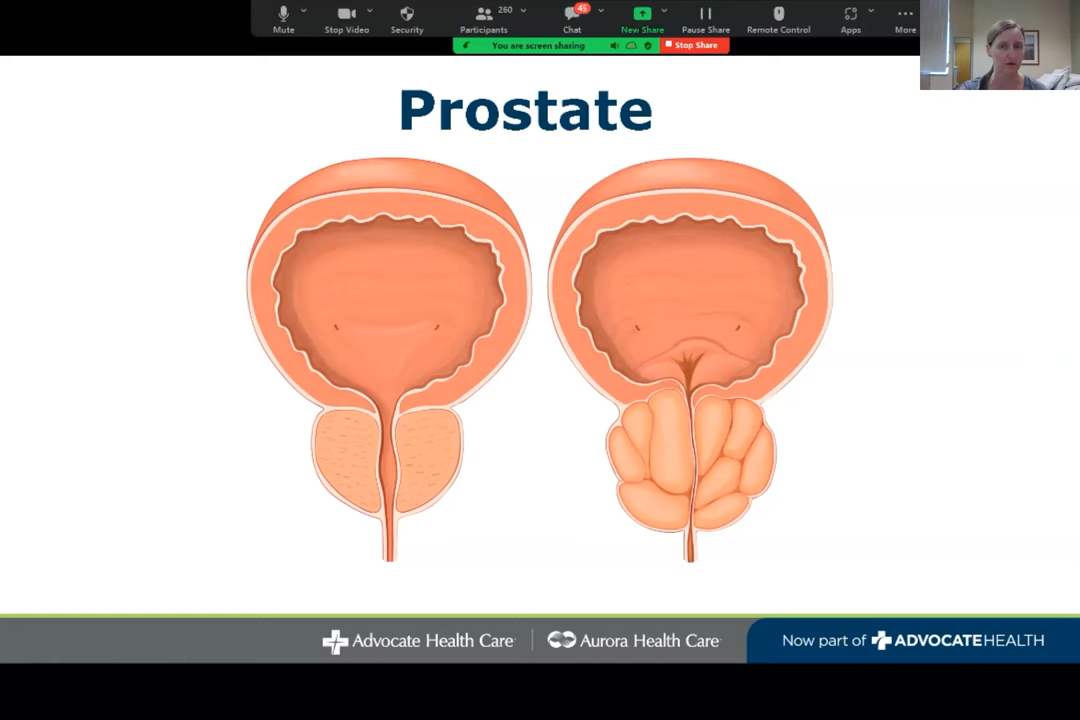 260
45
Mute
Stop Video
Security
Participants
Chat
New Share
Pause Share
Remote Control
Apps
More
You are screen sharing
Stop Share
Prostate
Advocate Health Care
Aurora Health Care
Now part of ADVOCATEHEALTH